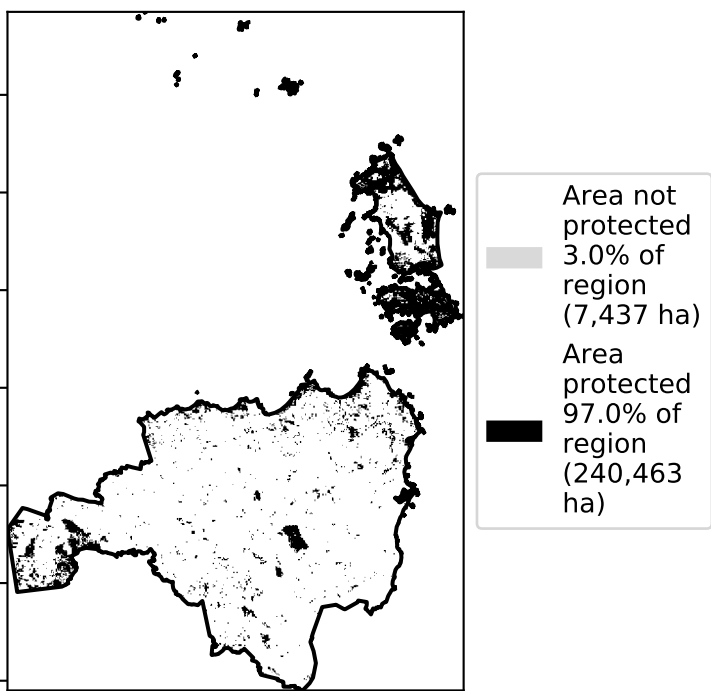 Area not
protected
3.0% of
region
(7,437 ha)
Area
protected
97.0% of
region
(240,463
ha)